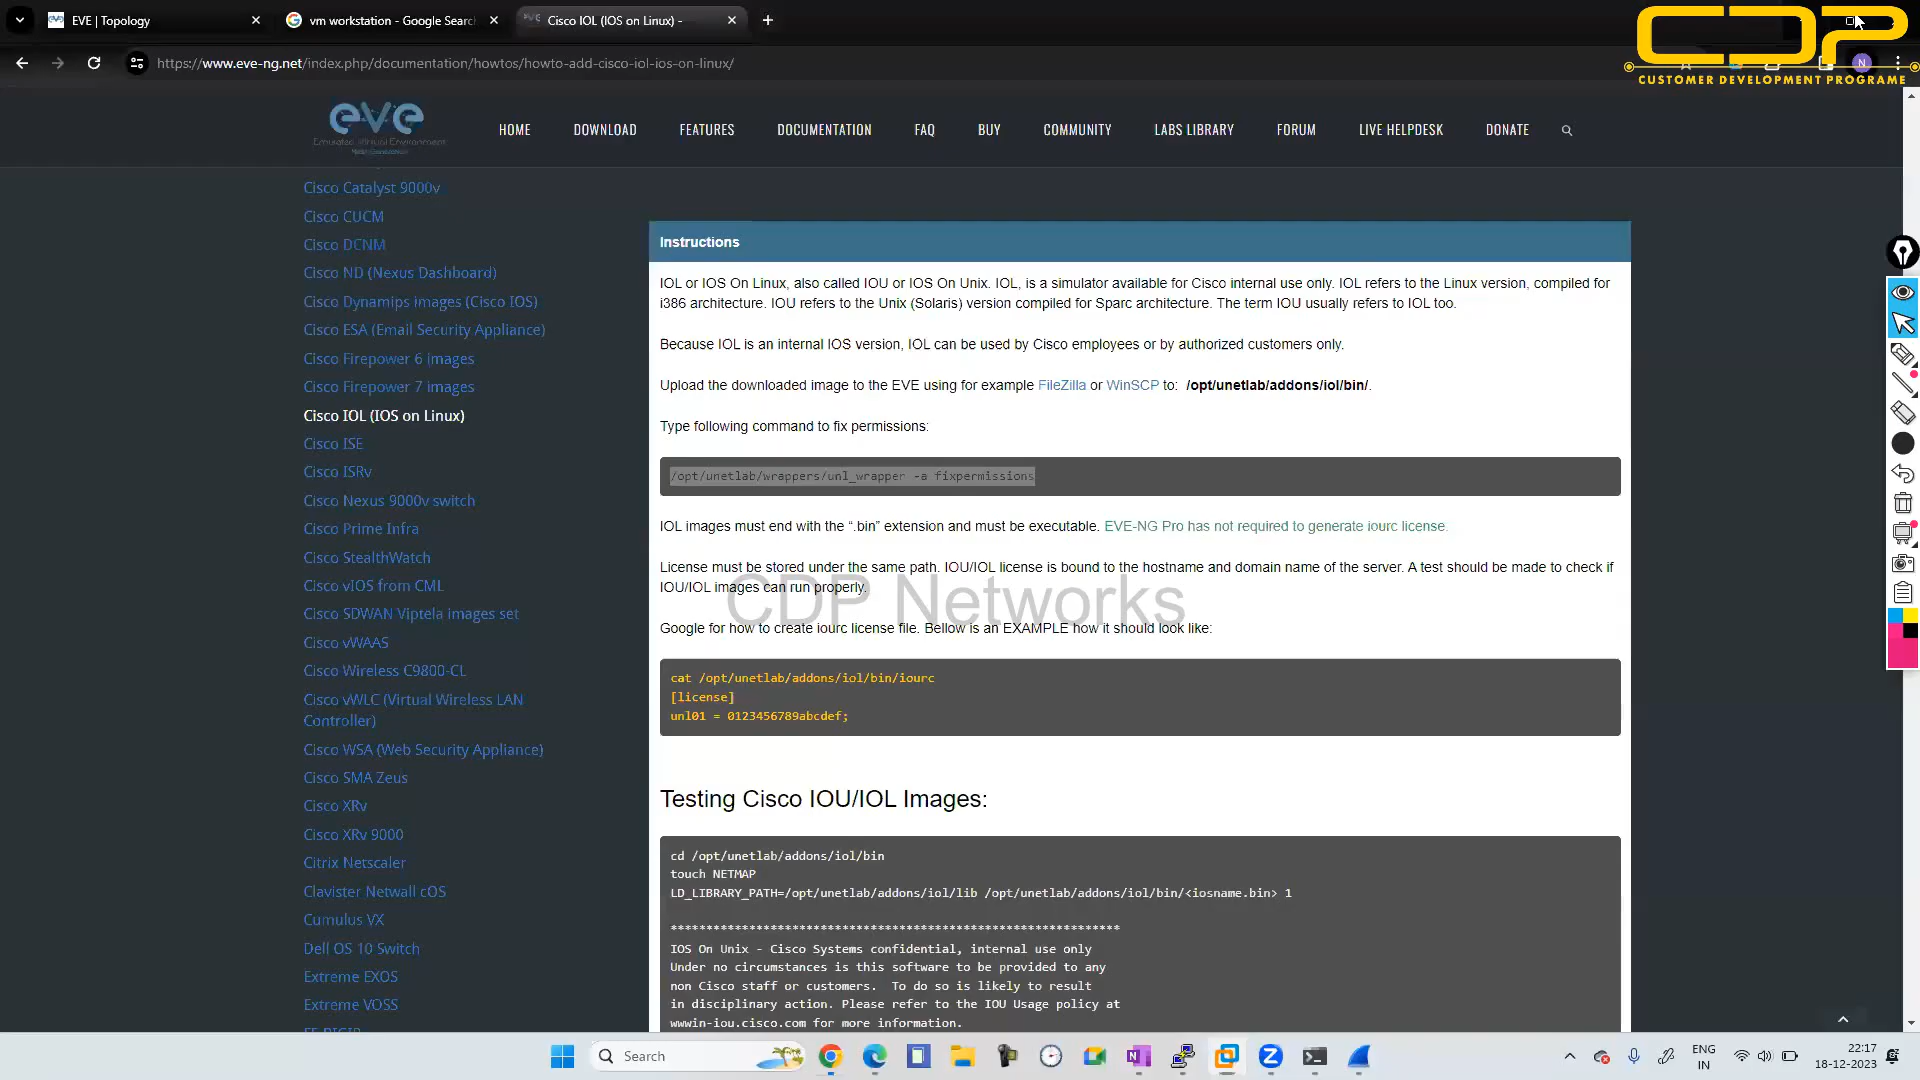 EVE | Topology
vm workstation - Google Searc
Cisco IOL (IOS on Linux) -
https://www.eve-ng.net/index.php/documentation/howtos/howto-add-cisco-iol-ios-on-linux/
N
CDP
CUSTOMER DEVELOPMENT PROGRAME
eve
Emulated Virtual Environment
Next Generation
HOME
DOWNLOAD
FEATURES
DOCUMENTATION
FAQ
BUY
COMMUNITY
LABS LIBRARY
FORUM
LIVE HELPDESK
DONATE
Cisco Catalyst 9000v
Cisco CUCM
Cisco DCNM
Cisco ND (Nexus Dashboard)
Cisco Dynamips images (Cisco IOS)
Cisco ESA (Email Security Appliance)
Cisco Firepower 6 images
Cisco Firepower 7 images
Cisco IOL (IOS on Linux)
Cisco ISE
Cisco ISRv
Cisco Nexus 9000v switch
Cisco Prime Infra
Cisco StealthWatch
Cisco vIOS from CML
Cisco SDWAN Viptela images set
Cisco vWAAS
Cisco Wireless C9800-CL
Cisco vWLC (Virtual Wireless LAN
Controller)
Cisco WSA (Web Security Appliance)
Cisco SMA Zeus
Cisco XRv
Cisco XRv 9000
Citrix Netscaler
Clavister Netwall cOS
Cumulus VX
Dell OS 10 Switch
Extreme EXOS
Extreme VOSS
Instructions
IOL or IOS On Linux, also called IOU or IOS On Unix. IOL, is a simulator available for Cisco internal use only. IOL refers to the Linux version, compiled for
i386 architecture. IOU refers to the Unix (Solaris) version compiled for Sparc architecture. The term IOU usually refers to IOL too.
Because IOL is an internal IOS version, IOL can be used by Cisco employees or by authorized customers only.
Upload the downloaded image to the EVE using for example FileZilla or WinSCP to: /opt/unetlab/addons/iol/bin/.
Type following command to fix permissions:
/opt/unetlab/wrappers/unl_wrapper -a fixpermissions
IOL images must end with the “.bin” extension and must be executable. EVE-NG Pro has not required to generate iourc license.
License must be stored under the same path. IOU/IOL license is bound to the hostname and domain name of the server. A test should be made to check if
IOU/IOL images can run properly.
CDP Networks
Google for how to create iourc license file. Bellow is an EXAMPLE how it should look like:
cat /opt/unetlab/addons/iol/bin/iourc
[license]
unl01 = 0123456789abcdef;
Testing Cisco IOU/IOL Images:
cd /opt/unetlab/addons/iol/bin
touch NETMAP
LD_LIBRARY_PATH=/opt/unetlab/addons/iol/lib /opt/unetlab/addons/iol/bin/<iosname.bin> 1
***************************************************************
IOS On Unix - Cisco Systems confidential, internal use only
Under no circumstances is this software to be provided to any
non Cisco staff or customers.  To do so is likely to result
in disciplinary action. Please refer to the IOU Usage policy at
wwwin-iou.cisco.com for more information.
Search
ENG
IN
22:17
18-12-2023